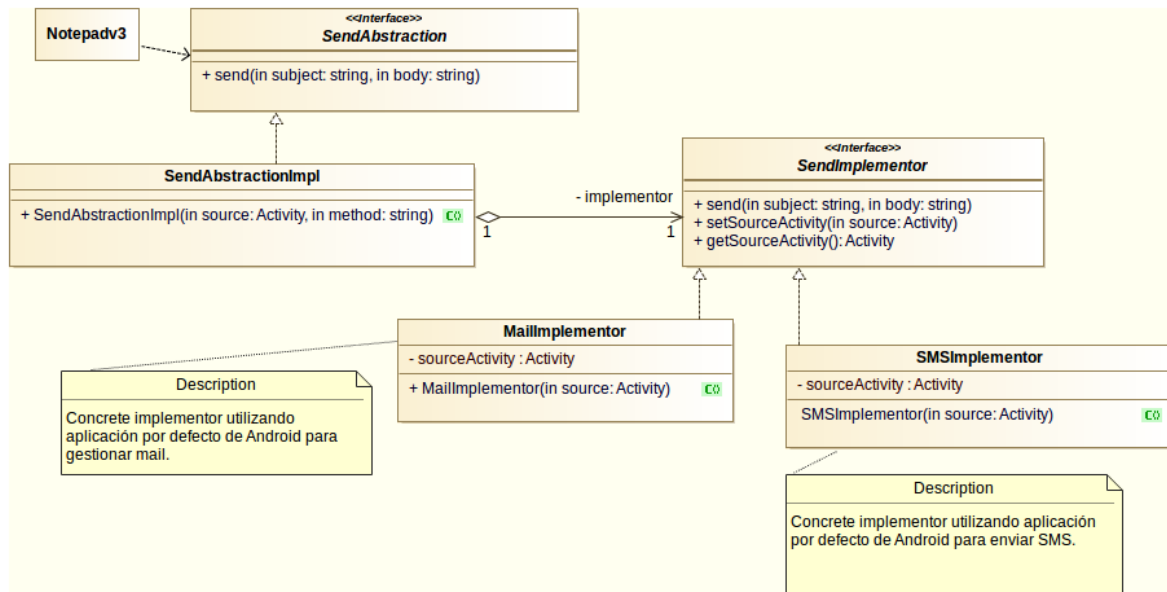 Notepadv3
<<Interface>>
SendAbstraction
+ send(in subject: string, in body: string)
SendAbstractionImpl
+ SendAbstractionImpl(in source: Activity, in method: string) C()
- implementor
1
1
<<Interface>>
SendImplementor
+ send(in subject: string, in body: string)
+ setSourceActivity(in source: Activity)
+ getSourceActivity(): Activity
MailImplementor
- sourceActivity : Activity
+ MailImplementor(in source: Activity) C()
SMSImplementor
- sourceActivity : Activity
SMSImplementor(in source: Activity) C()
Description
Concrete implementor utilizando
aplicación por defecto de Android para
gestionar mail.
Description
Concrete implementor utilizando aplicación
por defecto de Android para enviar SMS.